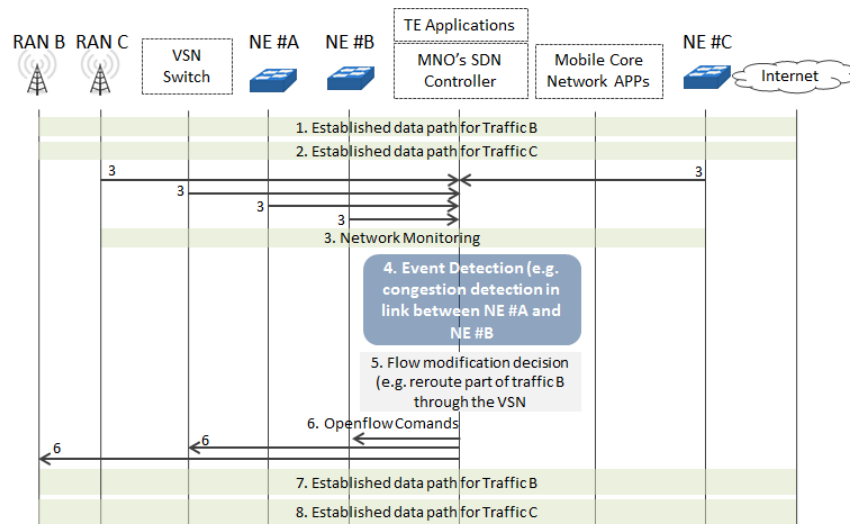 TE Applications
RAN B RAN C
VSN
Switch
NE #A
NE #B
MNO's SDN
Controller
Mobile Core
Network APPs
NE #C
Internet
1. Established data path for Traffic B
2. Established data path for Traffic C
3
3
3
3
3
3. Network Monitoring
4. Event Detection (e.g.
congestion detection in
link between NE #A and
NE #B
5. Flow modification decision
(e.g. reroute part of traffic B
through the VSN
6. Openflow Comands
6
6
7. Established data path for Traffic B
8. Established data path for Traffic C